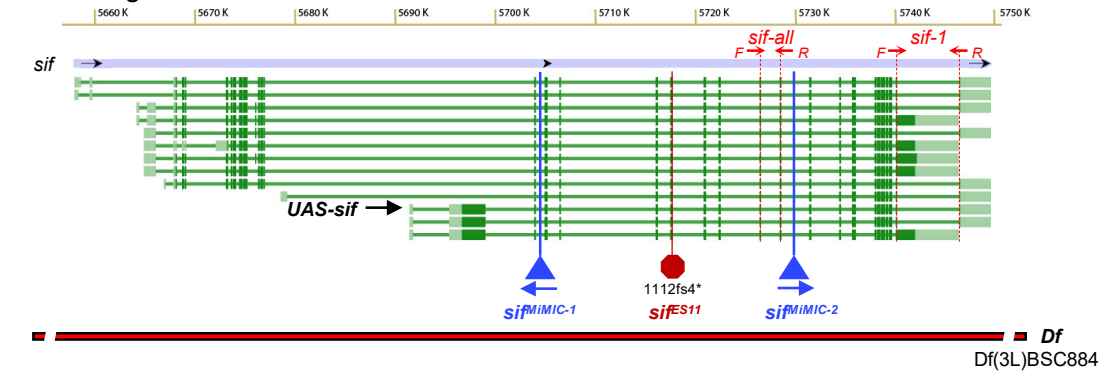 5660 K 5670 K 5680 K 5690 K 5700 K 5710 K 5720 K 5730 K 5740 K 5750 K
sif-all sif-1
F R F R
sif
UAS-sif
1112fs4*
sifMiMIC-1 sifES11 sifMiMIC-2
Df
Df(3L)BSC884